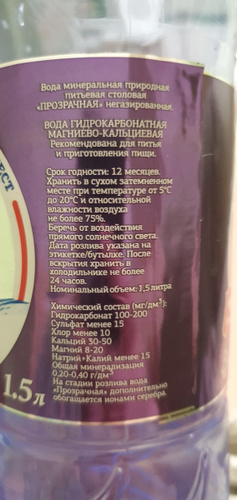 Вода минеральная природная
питьевая столовая
"ПРОЗРАЧНАЯ" негазированная.
ВОДА ГИДРОКАРБОНАТНАЯ
МАГНИЕВО-КАЛЬЦИЕВАЯ
Рекомендована для питья
и приготовления пищи.
Срок годности: 12 месяцев.
Хранить в сухом затемненном
месте при температуре от 5°С
до 20°С и относительной
влажности воздуха
не более 75%.
Беречь от воздействия
прямого солнечного света.
Дата розлива указана на
этикетке/бутылке. После
вскрытия хранить в
холодильнике не более
24 часов.
Номинальный объем: 1,5 литра
Химический состав (мг/дм³):
Гидрокарбонат 100-200
Сульфат менее 15
Хлор менее 10
Кальций 30-50
Магний 8-20
Натрий+Калий менее 15
Общая минерализация
0,20-0,40 г/дм³
На стадии розлива вода
"Прозрачная" дополнительно
обогащается ионами серебра.
1.5л